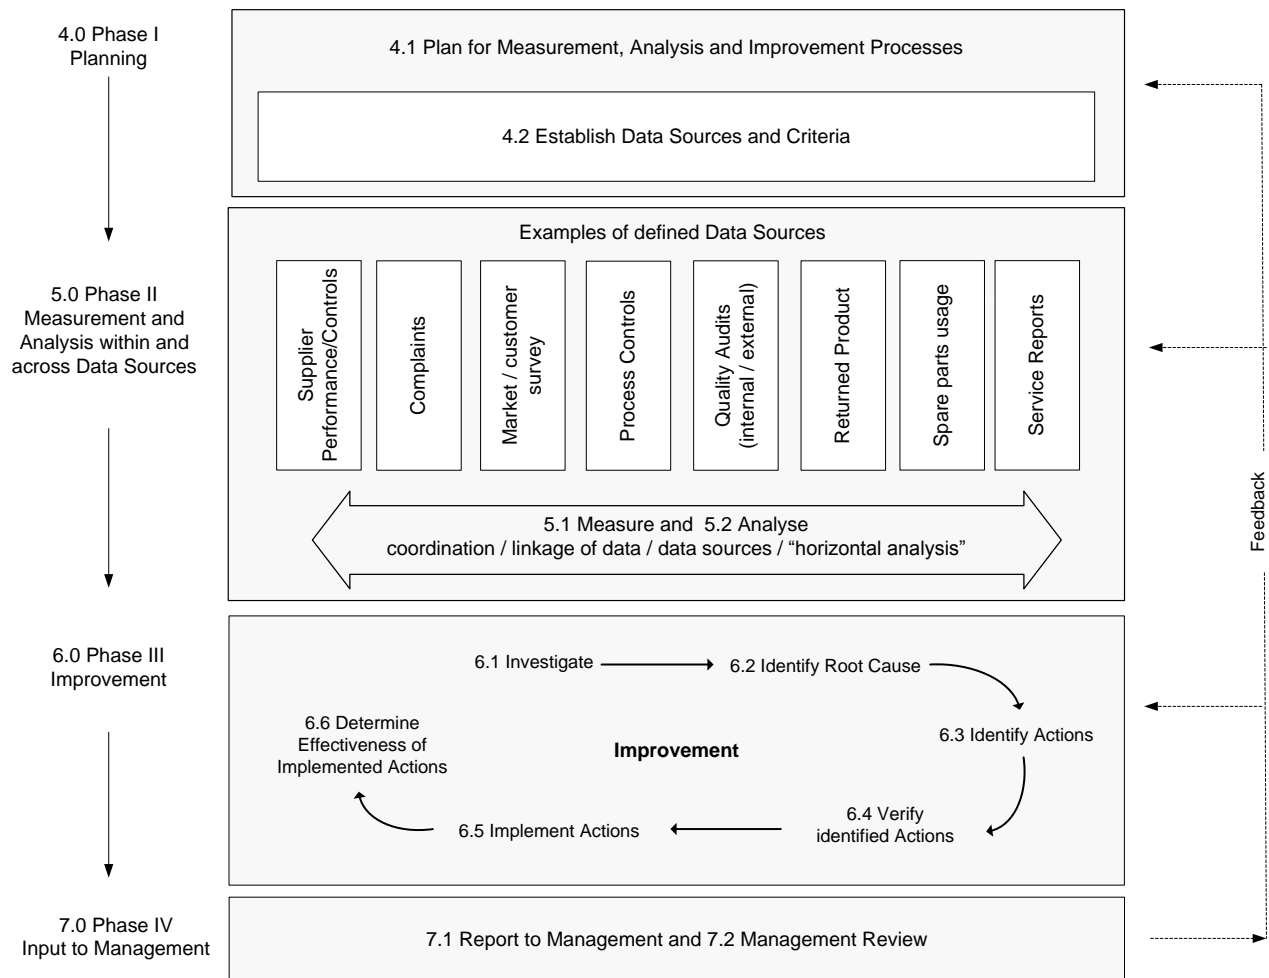 4.0 Phase I
Planning
4.1 Plan for Measurement, Analysis and Improvement Processes
4.2 Establish Data Sources and Criteria
5.0 Phase II
Measurement and
Analysis within and
across Data Sources
Examples of defined Data Sources
Supplier
Performance/Controls
Complaints
Market / customer
survey
Process Controls
Quality Audits
(internal / external)
Returned Product
Spare parts usage
Service Reports
5.1 Measure and  5.2 Analyse
coordination / linkage of data / data sources / “horizontal analysis”
Feedback
6.0 Phase III
Improvement
6.1 Investigate
6.2 Identify Root Cause
6.3 Identify Actions
6.4 Verify
identified Actions
6.5 Implement Actions
6.6 Determine
Effectiveness of
Implemented Actions
Improvement
7.0 Phase IV
Input to Management
7.1 Report to Management and 7.2 Management Review